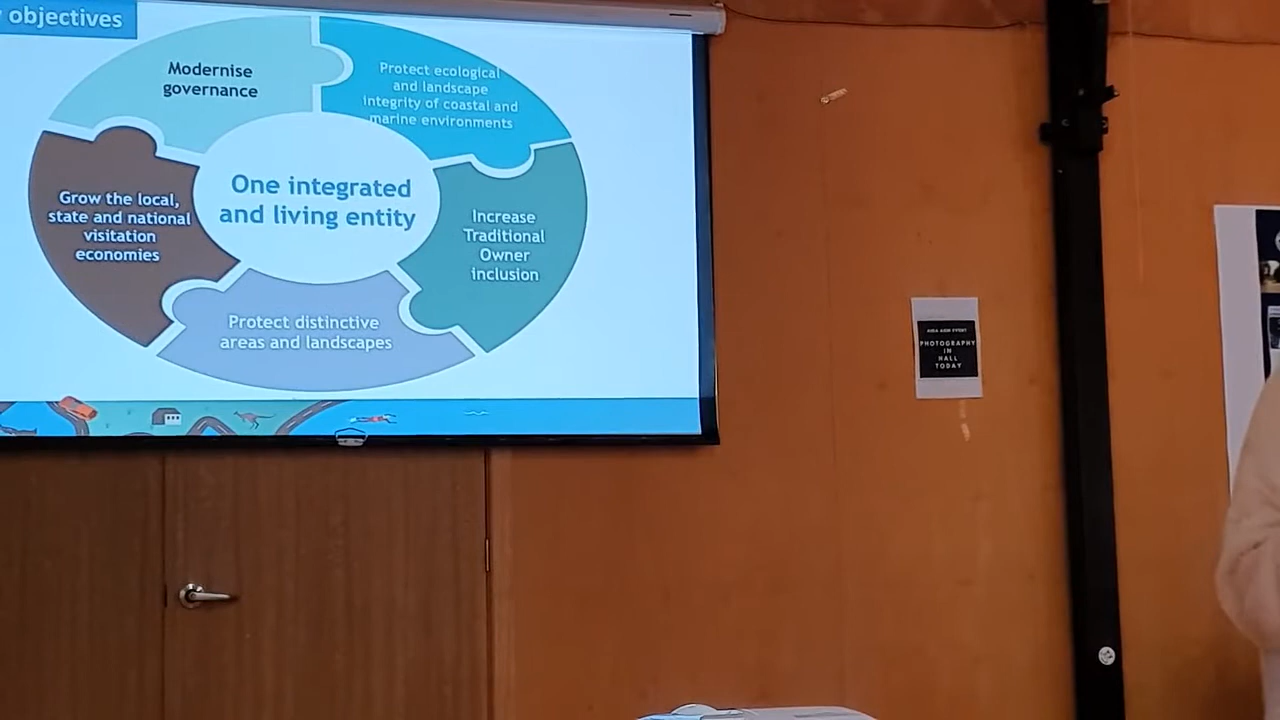 objectives
Modernise
governance
Protect ecological
and landscape
integrity of coastal and
marine environments
Grow the local,
state and national
visitation
economies
One integrated
and living entity
Increase
Traditional
Owner
inclusion
Protect distinctive
areas and landscapes
PHOTOGRAPHY
IN
HALL
TODAY